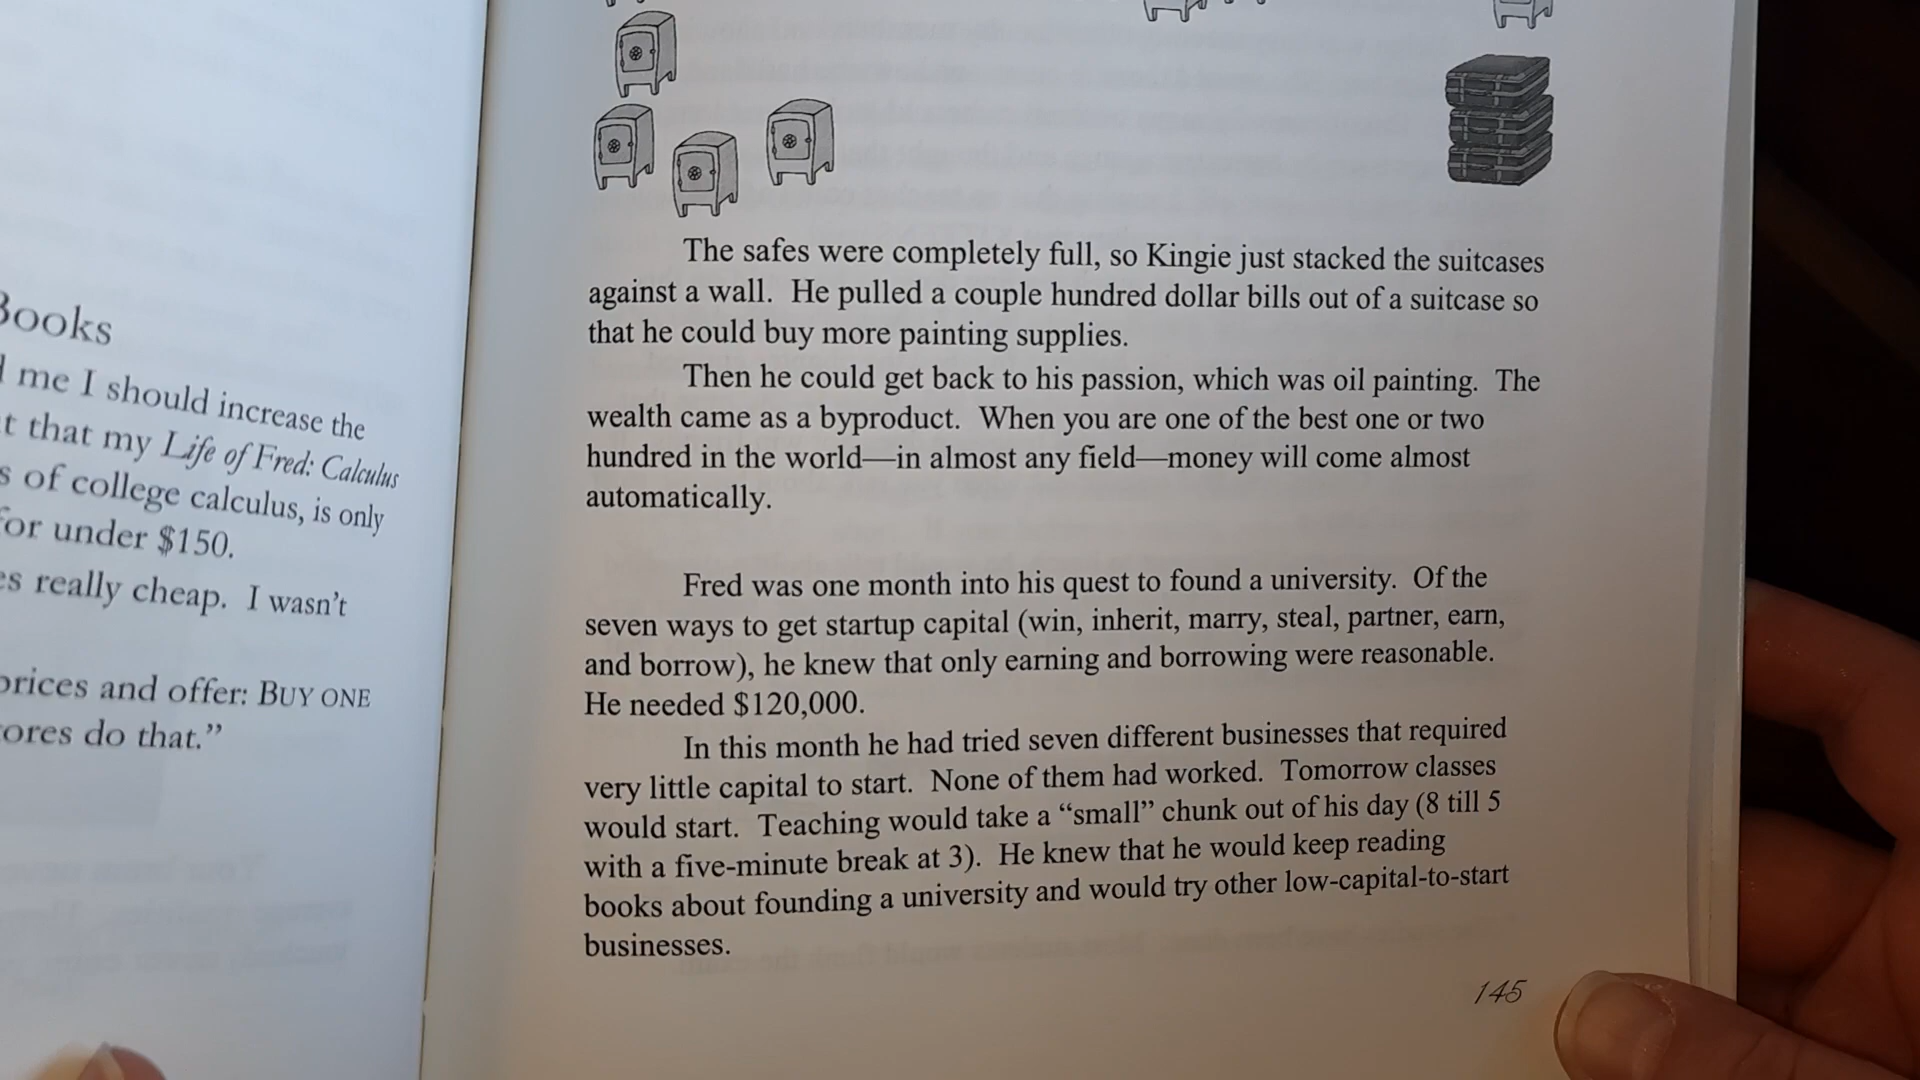 Books
me I should increase the
that my Life of Fred: Calculus
of college calculus, is only
for under $150.
really cheap. I wasn't
prices and offer: BUY ONE
do that."
The safes were completely full, so Kingie just stacked the suitcases
against a wall. He pulled a couple hundred dollar bills out of a suitcase so
that he could buy more painting supplies.
Then he could get back to his passion, which was oil painting. The
wealth came as a byproduct. When you are one of the best one or two
hundred in the world—in almost any field—money will come almost
automatically.
Fred was one month into his quest to found a university. Of the
seven ways to get startup capital (win, inherit, marry, steal, partner, earn,
and borrow), he knew that only earning and borrowing were reasonable.
He needed $120,000.
In this month he had tried seven different businesses that required
very little capital to start. None of them had worked. Tomorrow classes
would start. Teaching would take a “small” chunk out of his day (8 till 5
with a five-minute break at 3). He knew that he would keep reading
books about founding a university and would try other low-capital-to-start
businesses.
145